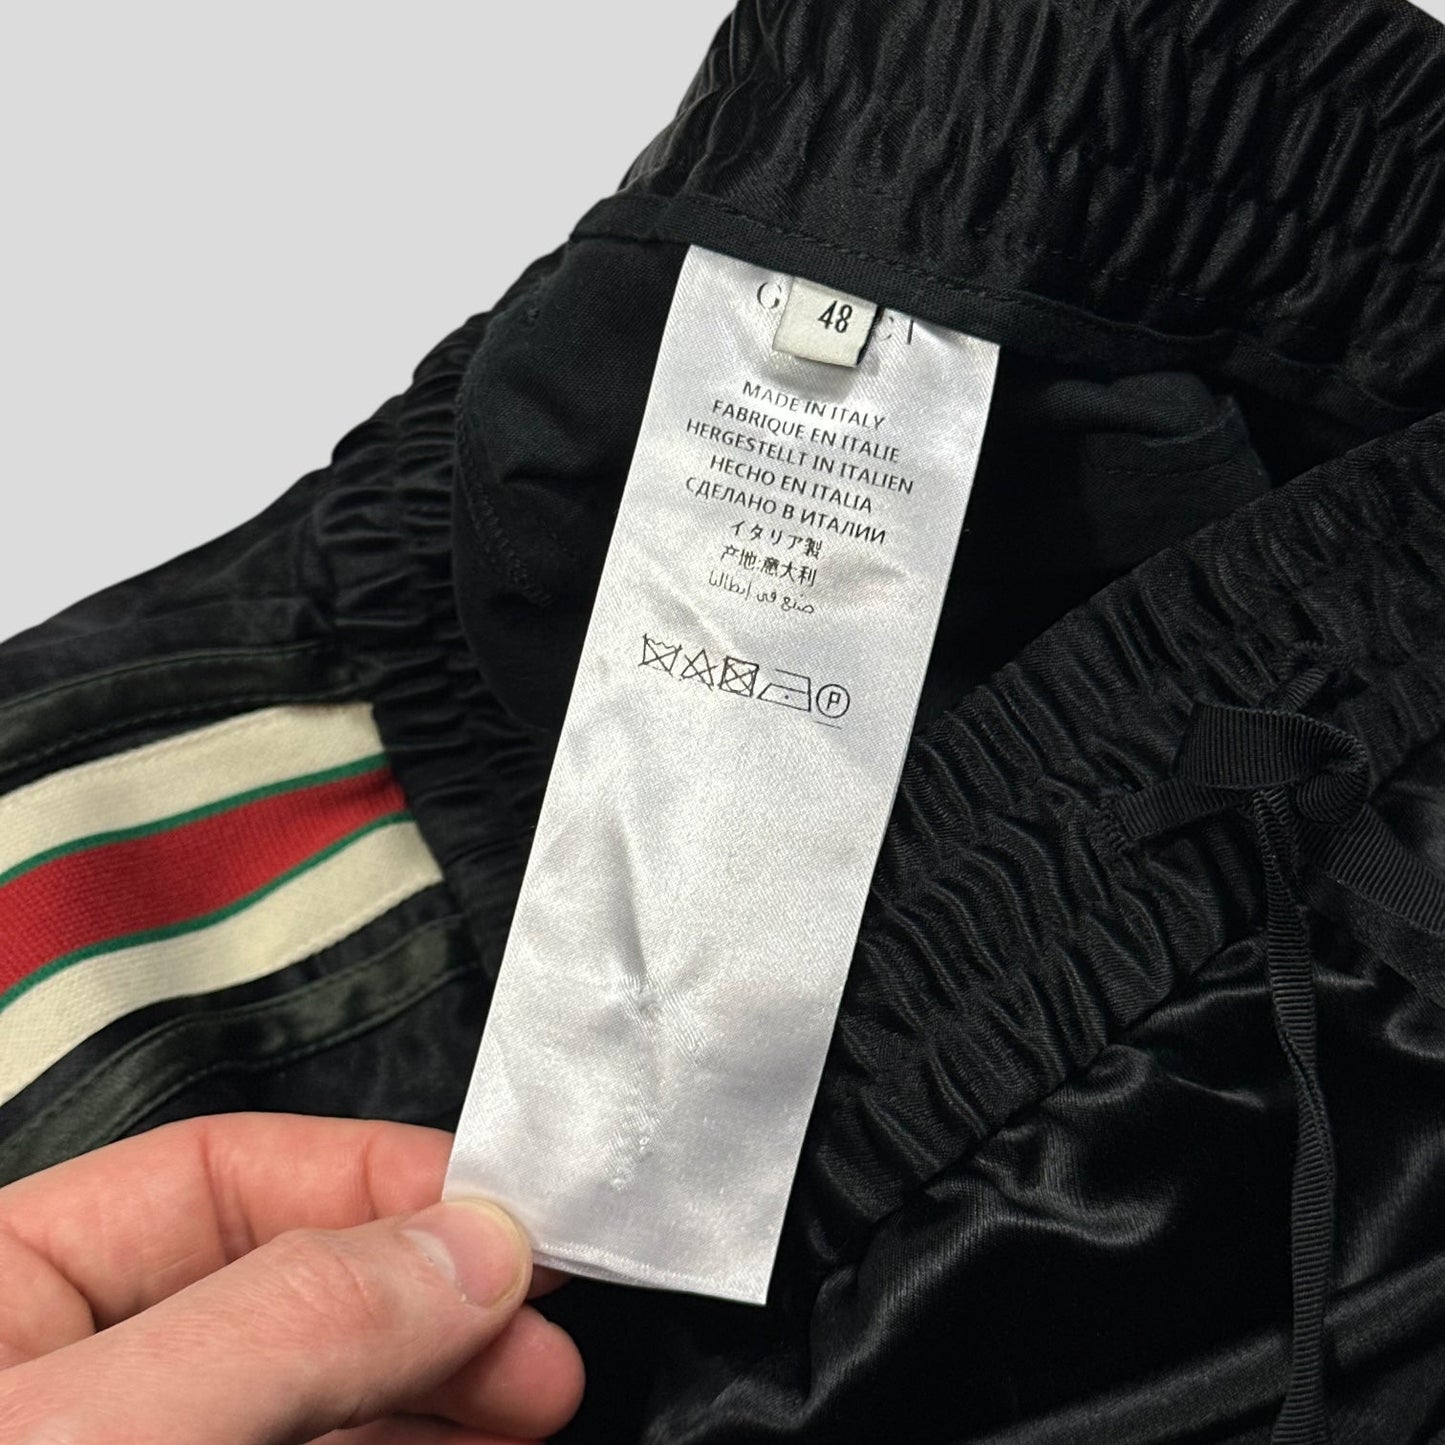 48
MADE IN ITALY
FABRIQUE EN ITALIE
HERGESTELLT IN ITALIEN
HECHO EN ITALIA
СДЕЛАНО В ИТАЛИИ
イタリア製
产地:意大利
صنع في إيطاليا
P